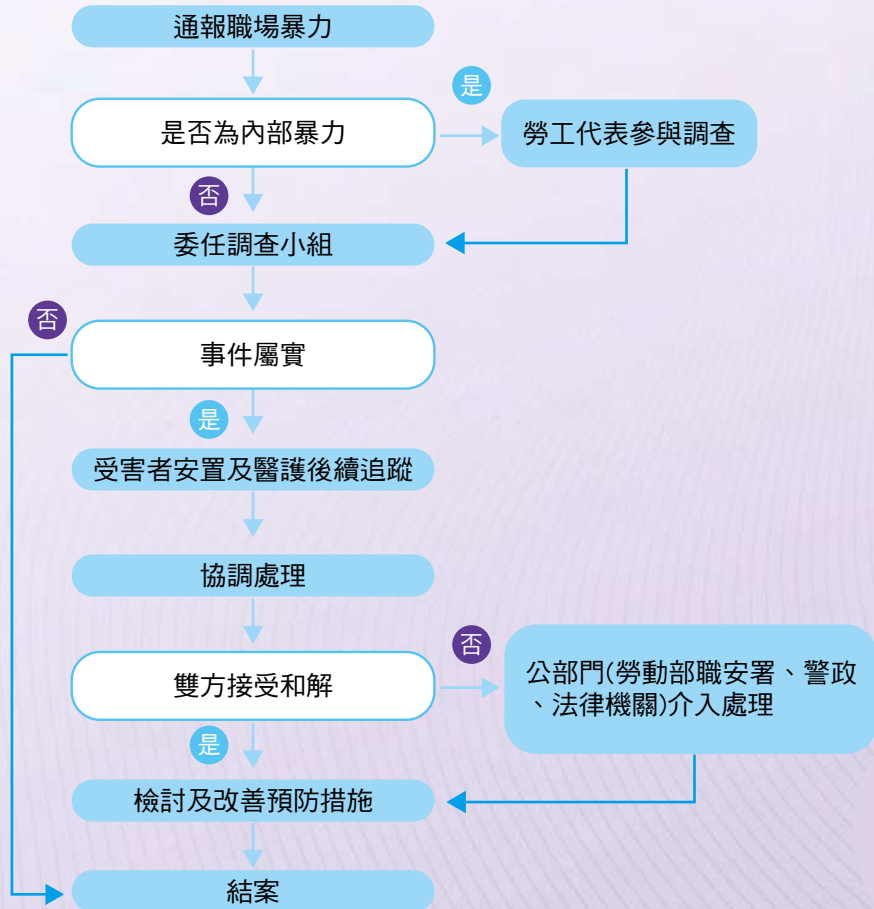 通報職場暴力
是
是否為內部暴力
勞工代表參與調查
否
委任調查小組
否
事件屬實
是
受害者安置及醫護後續追蹤
協調處理
否
雙方接受和解
公部門(勞動部職安署、警政
、法律機關)介入處理
是
檢討及改善預防措施
結案